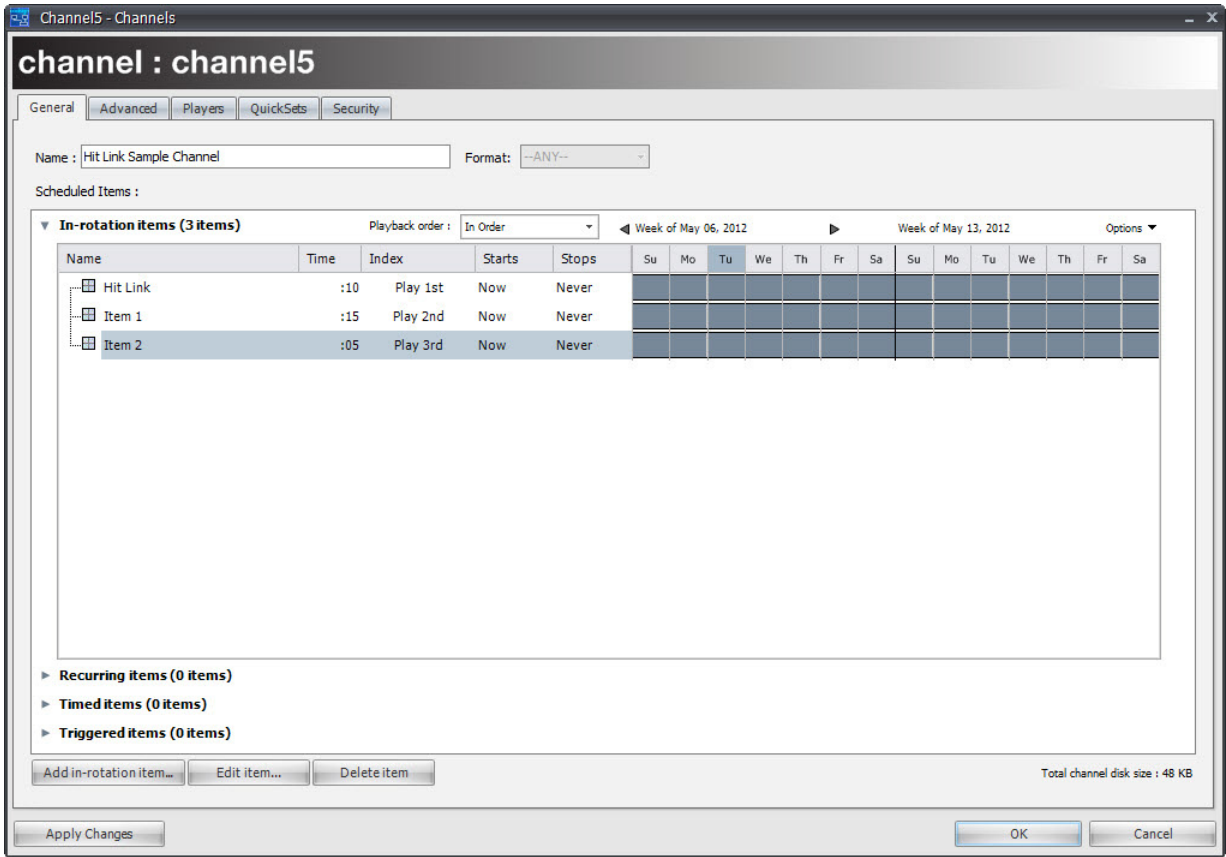 Channel5 - Channels
channel : channel5
General Advanced Players QuickSets Security
Name : Hit Link Sample Channel Format: --ANY--
Scheduled Items :
In-rotation items (3 items) Playback order : In Order Week of May 06, 2012 Week of May 13, 2012 Options
Name Time Index Starts Stops Su Mo Tu We Th Fr Sa Su Mo Tu We Th Fr Sa
Hit Link :10 Play 1st Now Never
Item 1 :15 Play 2nd Now Never
Item 2 :05 Play 3rd Now Never
Recurring items (0 items)
Timed items (0 items)
Triggered items (0 items)
Add in-rotation item... Edit item... Delete item Total channel disk size : 48 KB
Apply Changes OK Cancel